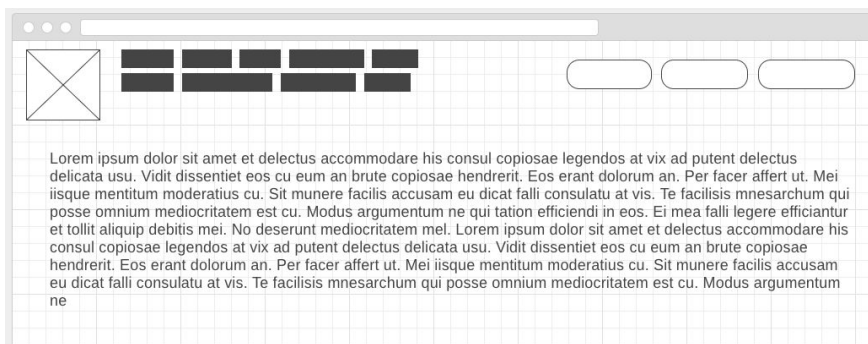 Lorem ipsum dolor sit amet et delectus accommodare his consul copiosae legendos at vix ad putent delectus
delicata usu. Vidit dissentiet eos cu eum an brute copiosae hendrerit. Eos erant dolorum an. Per facer affert ut. Mei
iisque mentitum moderatius cu. Sit munere facilis accusam eu dicat falli consulatu at vis. Te facilisis mnesarchum qui
posse omnium mediocritatem est cu. Modus argumentum ne qui tation efficiendi in eos. Ei mea falli legere efficiantur
et tollit aliquip debitis mei. No deserunt mediocritatem mel. Lorem ipsum dolor sit amet et delectus accommodare his
consul copiosae legendos at vix ad putent delectus delicata usu. Vidit dissentiet eos cu eum an brute copiosae
hendrerit. Eos erant dolorum an. Per facer affert ut. Mei iisque mentitum moderatius cu. Sit munere facilis accusam
eu dicat falli consulatu at vis. Te facilisis mnesarchum qui posse omnium mediocritatem est cu. Modus argumentum
ne